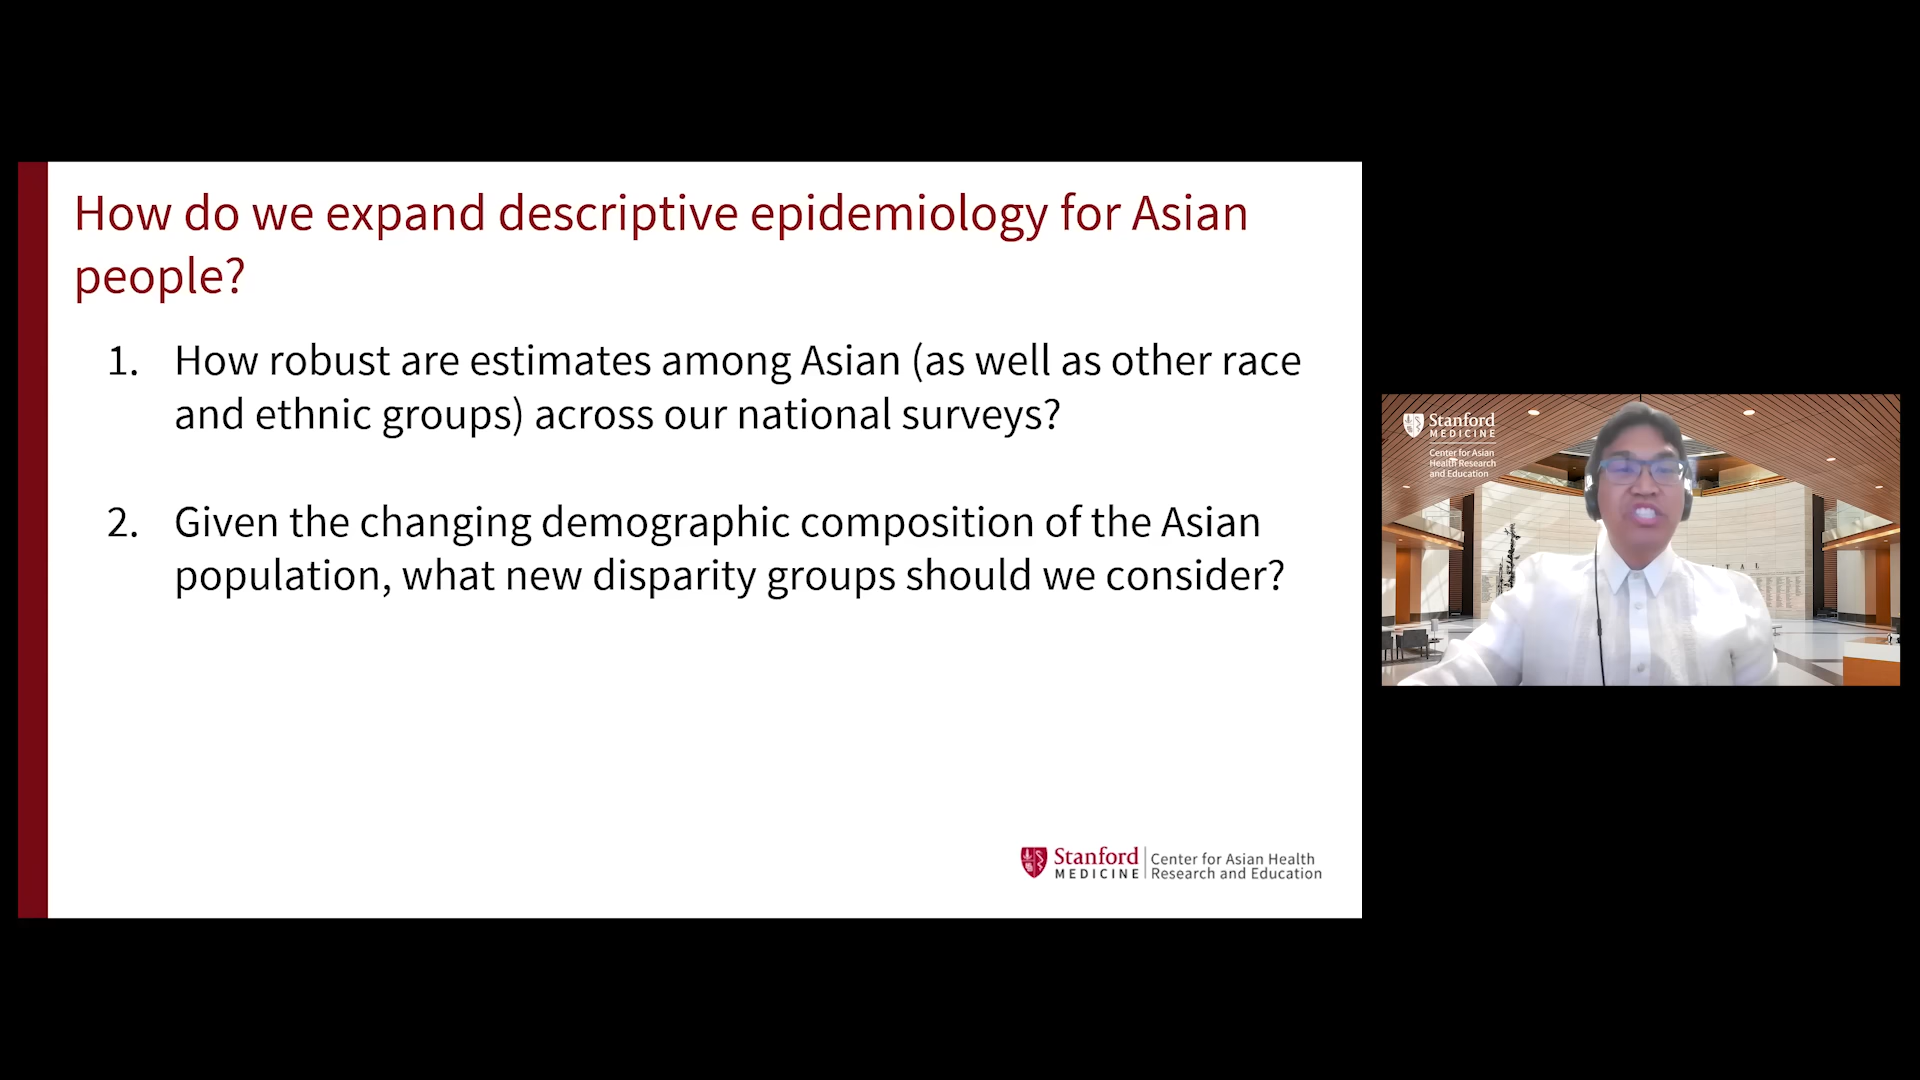 How do we expand descriptive epidemiology for Asian
people?
1. How robust are estimates among Asian (as well as other race
and ethnic groups) across our national surveys?
2. Given the changing demographic composition of the Asian
population, what new disparity groups should we consider?
Stanford
MEDICINE
Center for Asian Health
Research and Education
Stanford
MEDICINE
Center for Asian
Health Research
and Education